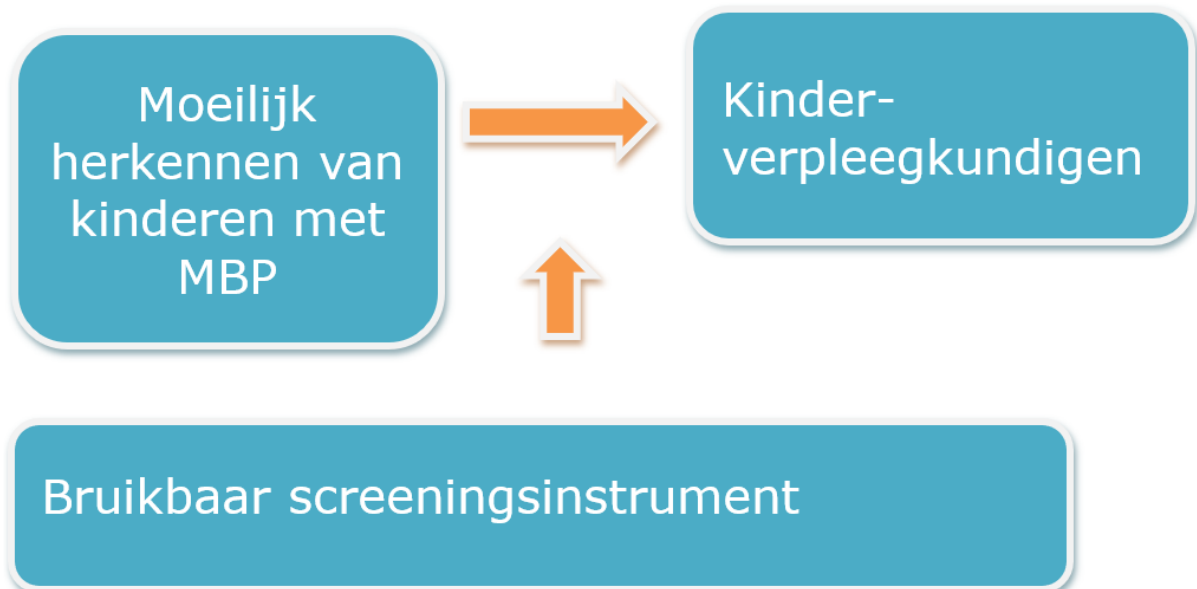 Moeilijk
herkennen van
kinderen met
MBP
Kinder-
verpleegkundigen
Bruikbaar screeningsinstrument